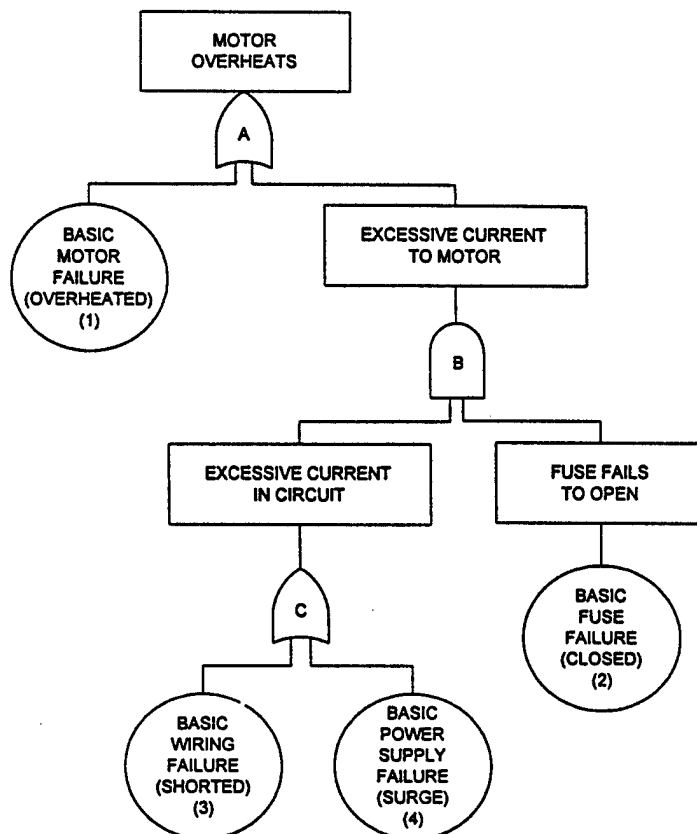 MOTOR
OVERHEATS
A
BASIC
MOTOR
FAILURE
(OVERHEATED)
(1)
EXCESSIVE CURRENT
TO MOTOR
B
EXCESSIVE CURRENT
IN CIRCUIT
FUSE FAILS
TO OPEN
C
BASIC
FUSE
FAILURE
(CLOSED)
(2)
BASIC
WIRING
FAILURE
(SHORTED)
(3)
BASIC
POWER
SUPPLY
FAILURE
(SURGE)
(4)